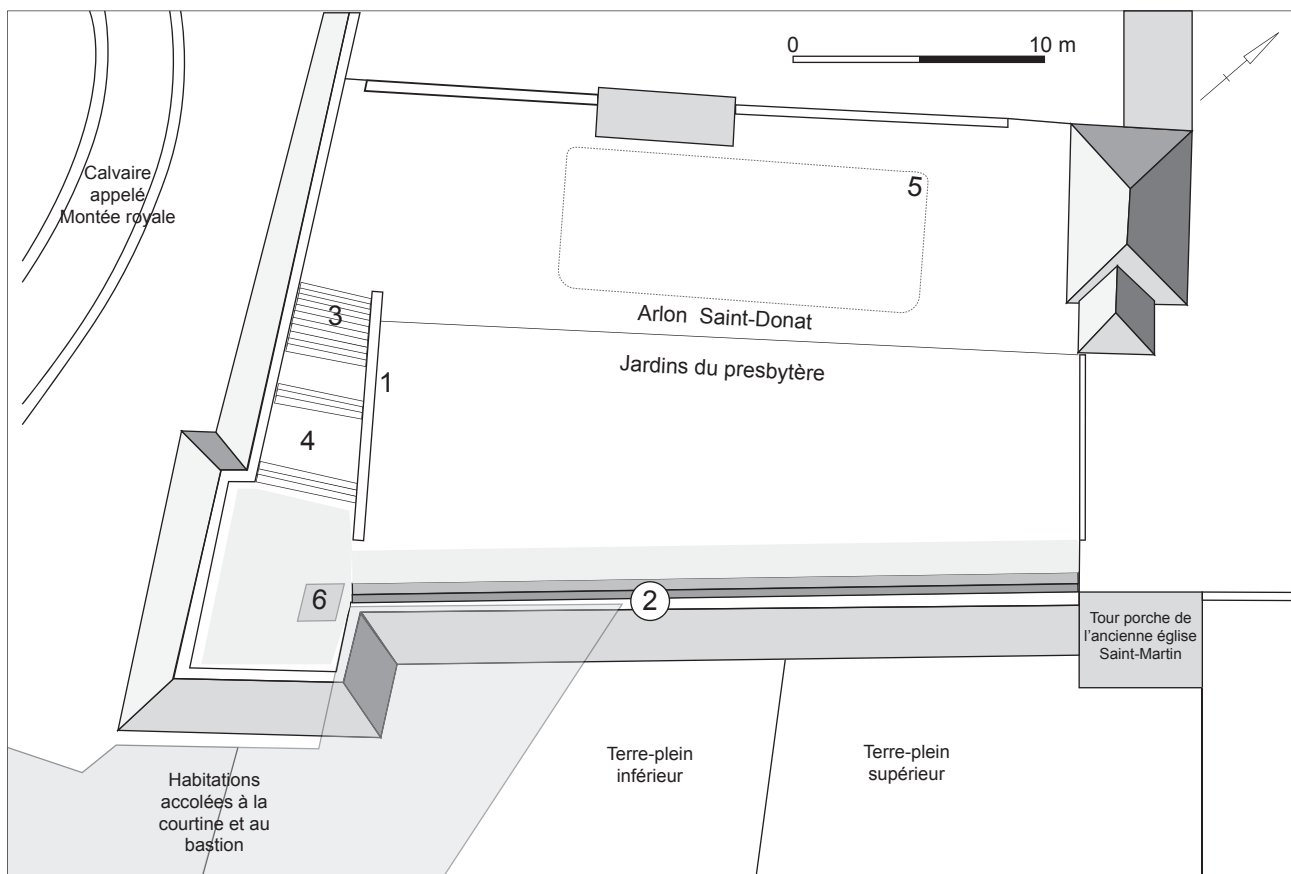 0 10 m
Calvaire
appelé
Montée royale
5
3
Arlon Saint-Donat
Jardins du presbytère
1
4
6
2
Tour porche de
l'ancienne église
Saint-Martin
Terre-plein
inférieur
Terre-plein
supérieur
Habitations
accolées à la
courtine et au
bastion